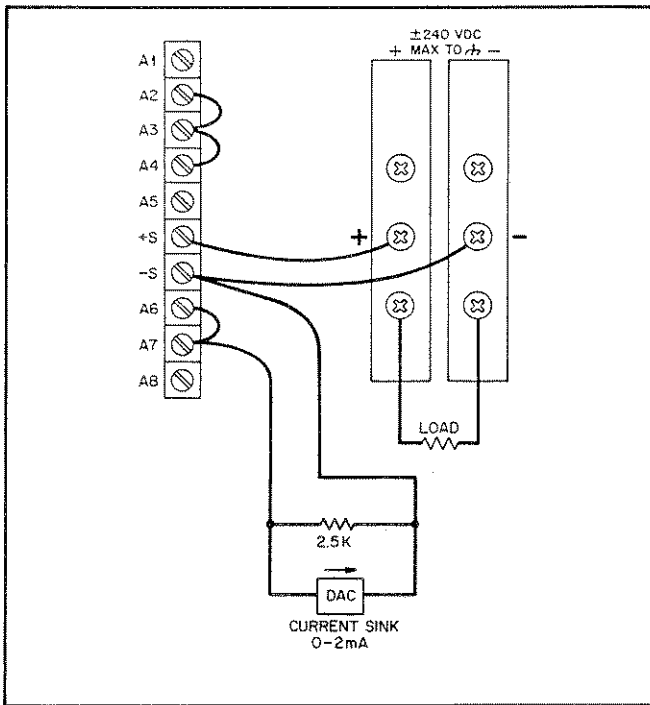 ±240 VDC
+ MAX TO ⏚ -
A1
A2
A3
A4
A5
+S
-S
A6
A7
A8
+
-
LOAD
2.5K
DAC
CURRENT SINK
0-2mA